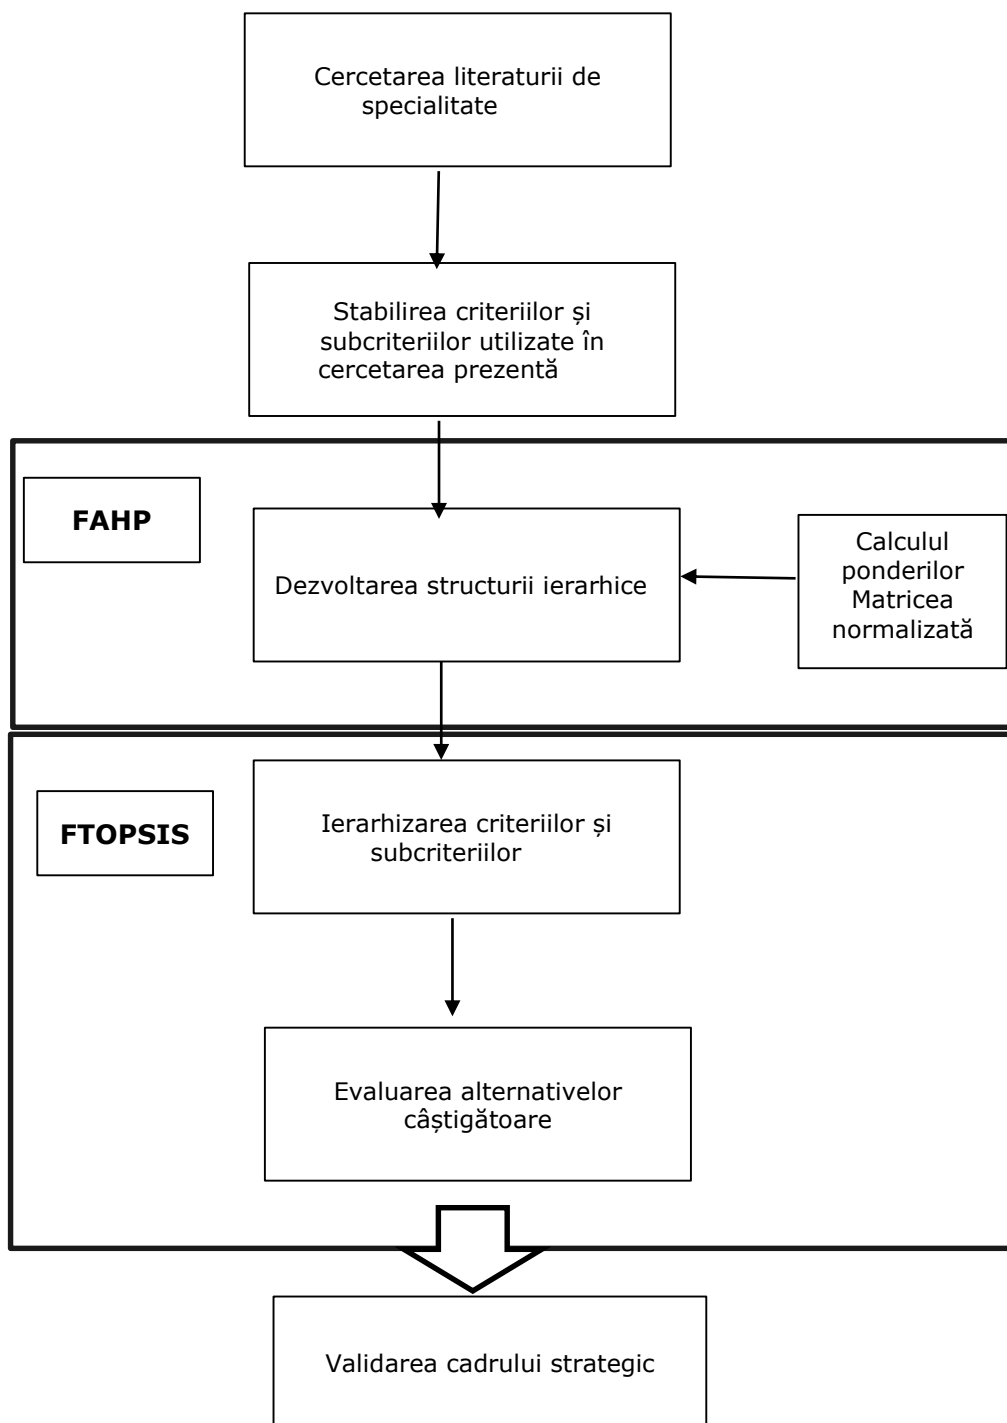 Cercetarea literaturii de
specialitate
Stabilirea criteriilor și
subcriteriilor utilizate în
cercetarea prezentă
FAHP
Dezvoltarea structurii ierarhice
Calculul
ponderilor
Matricea
normalizată
FTOPSIS
Ierarhizarea criteriilor și
subcriteriilor
Evaluarea alternativelor
câștigătoare
Validarea cadrului strategic